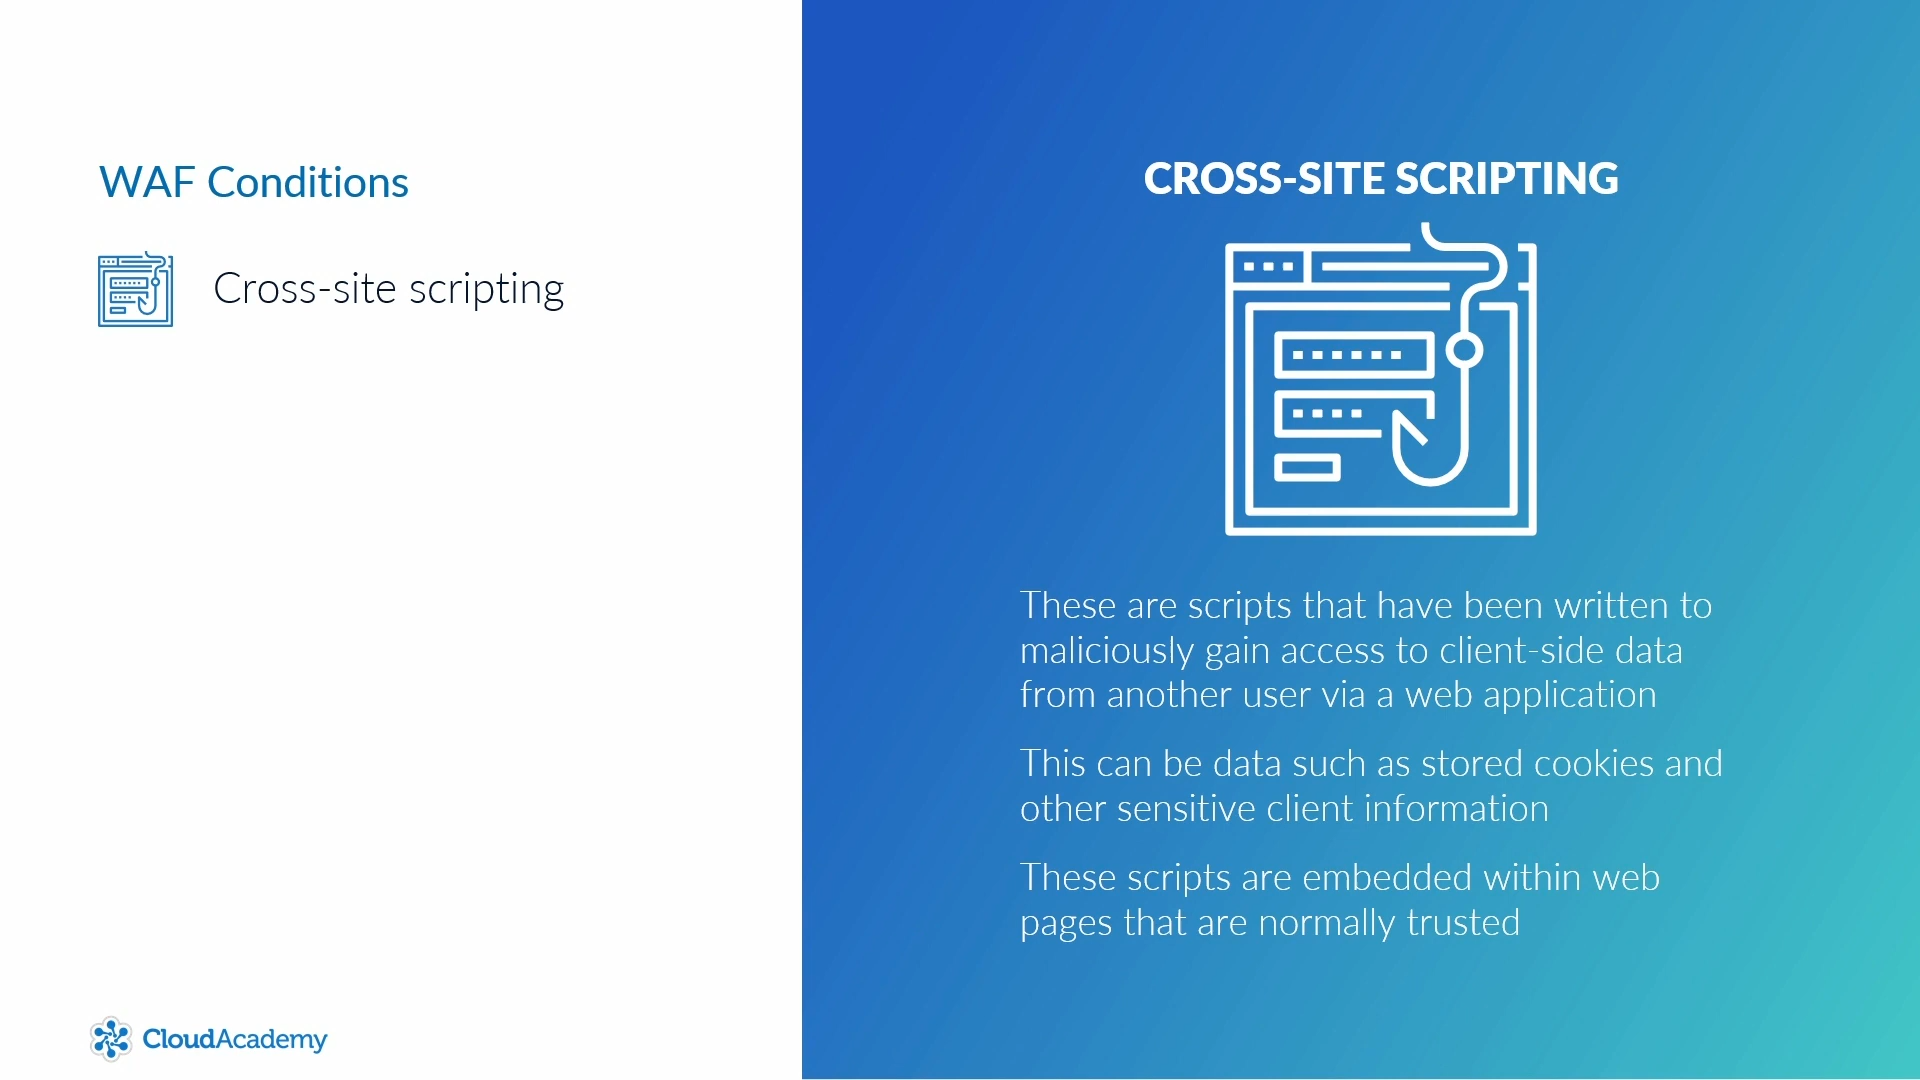 WAF Conditions
Cross-site scripting
CROSS-SITE SCRIPTING
These are scripts that have been written to
maliciously gain access to client-side data
from another user via a web application
This can be data such as stored cookies and
other sensitive client information
These scripts are embedded within web
pages that are normally trusted
CloudAcademy